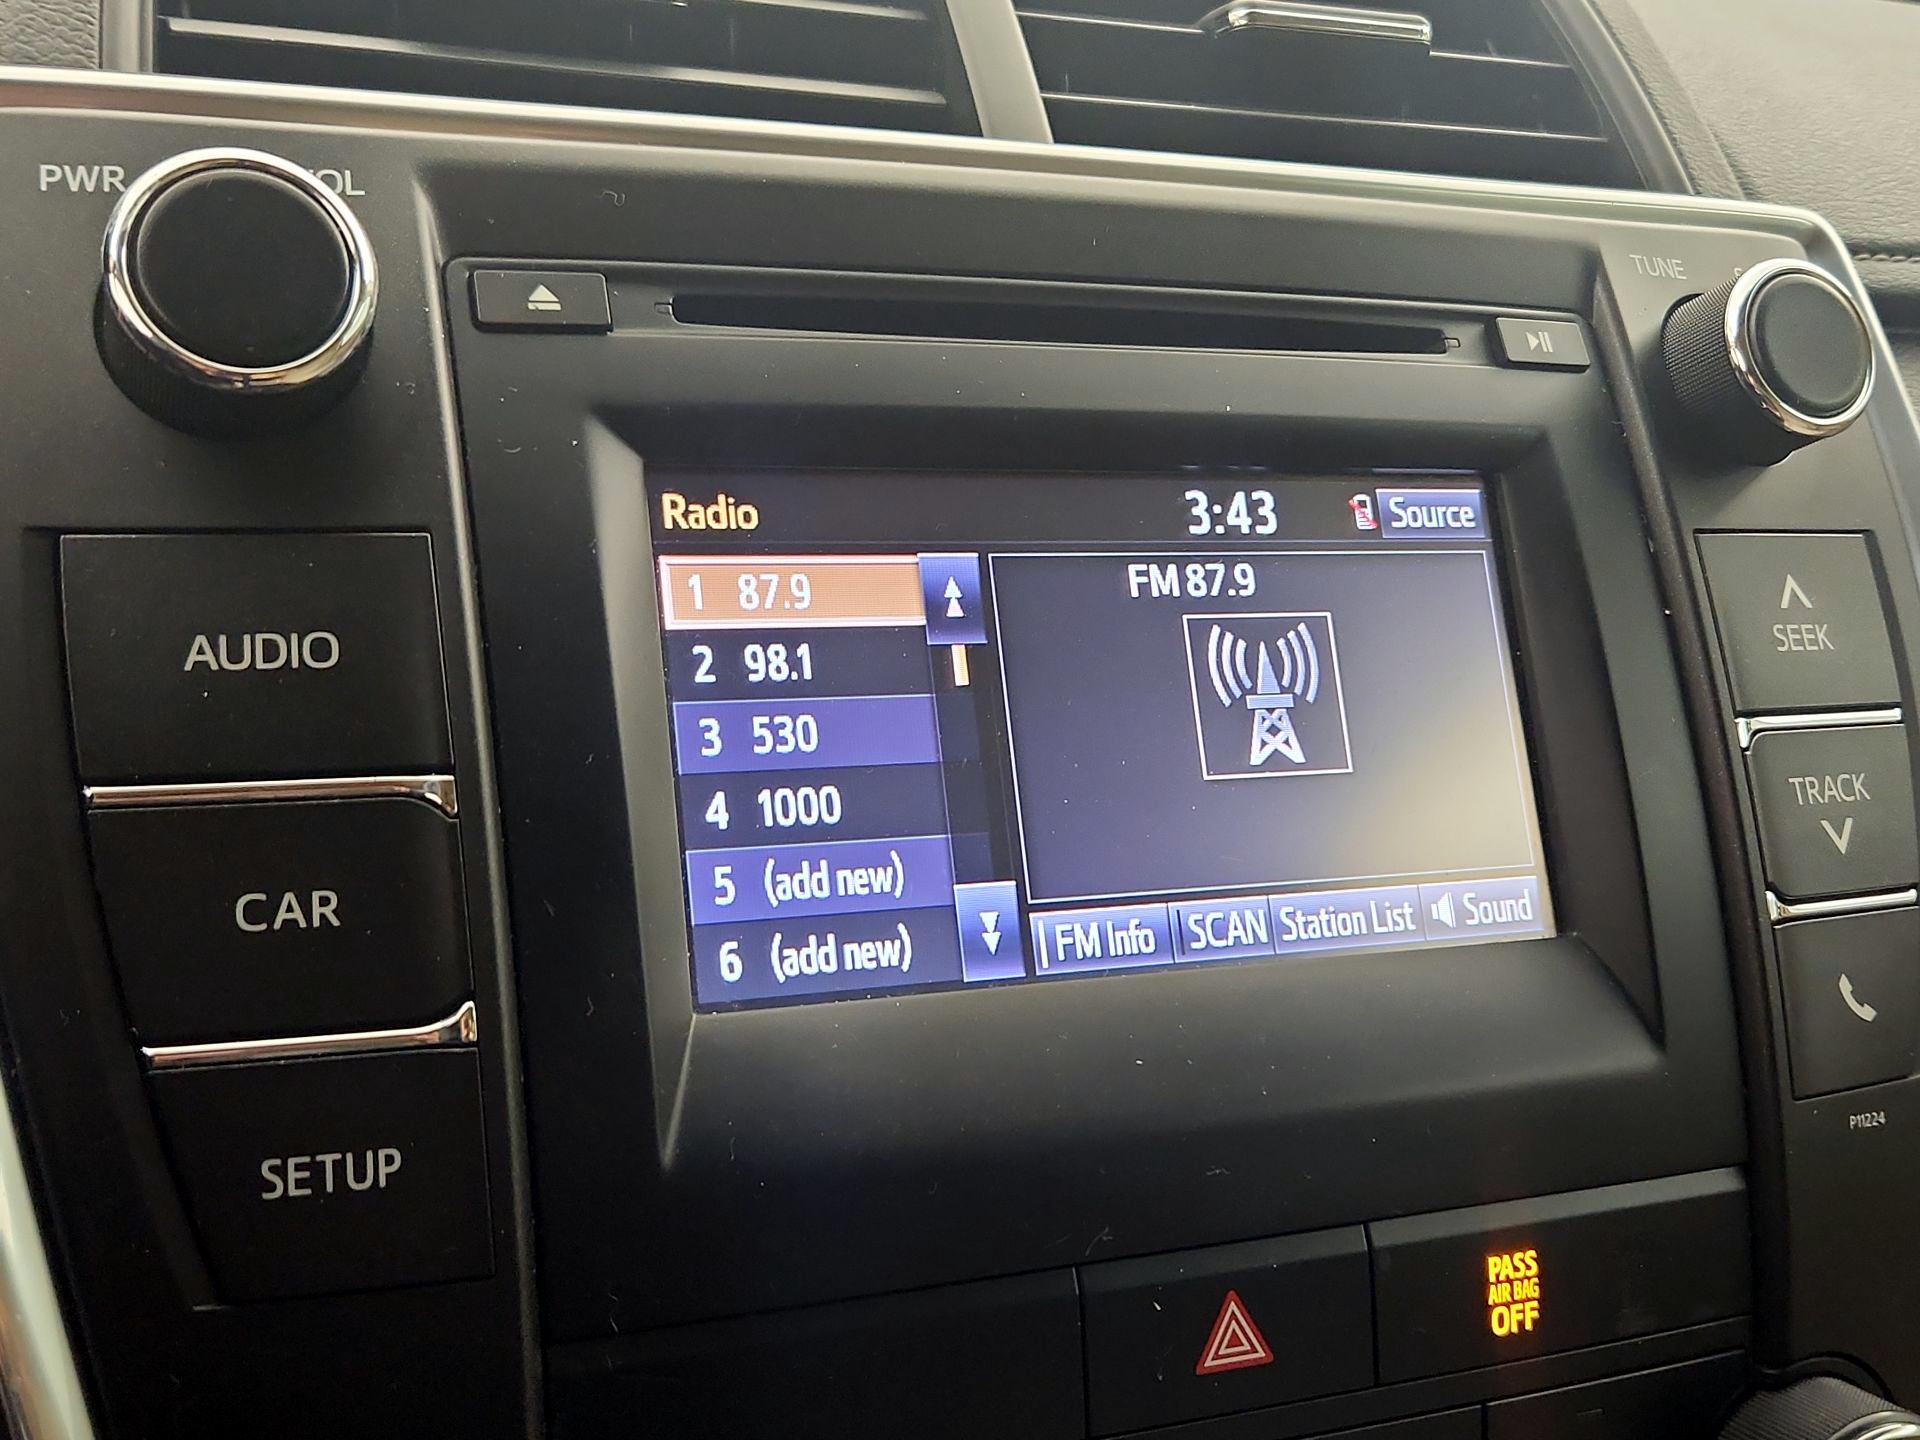 PWR
TUNE
Radio
3:43
Source
1 87.9
2 98.1
3 530
4 1000
5 (add new)
6 (add new)
FM 87.9
FM Info
SCAN
Station List
Sound
AUDIO
CAR
SETUP
SEEK
TRACK
P11224
PASS
AIR BAG
OFF